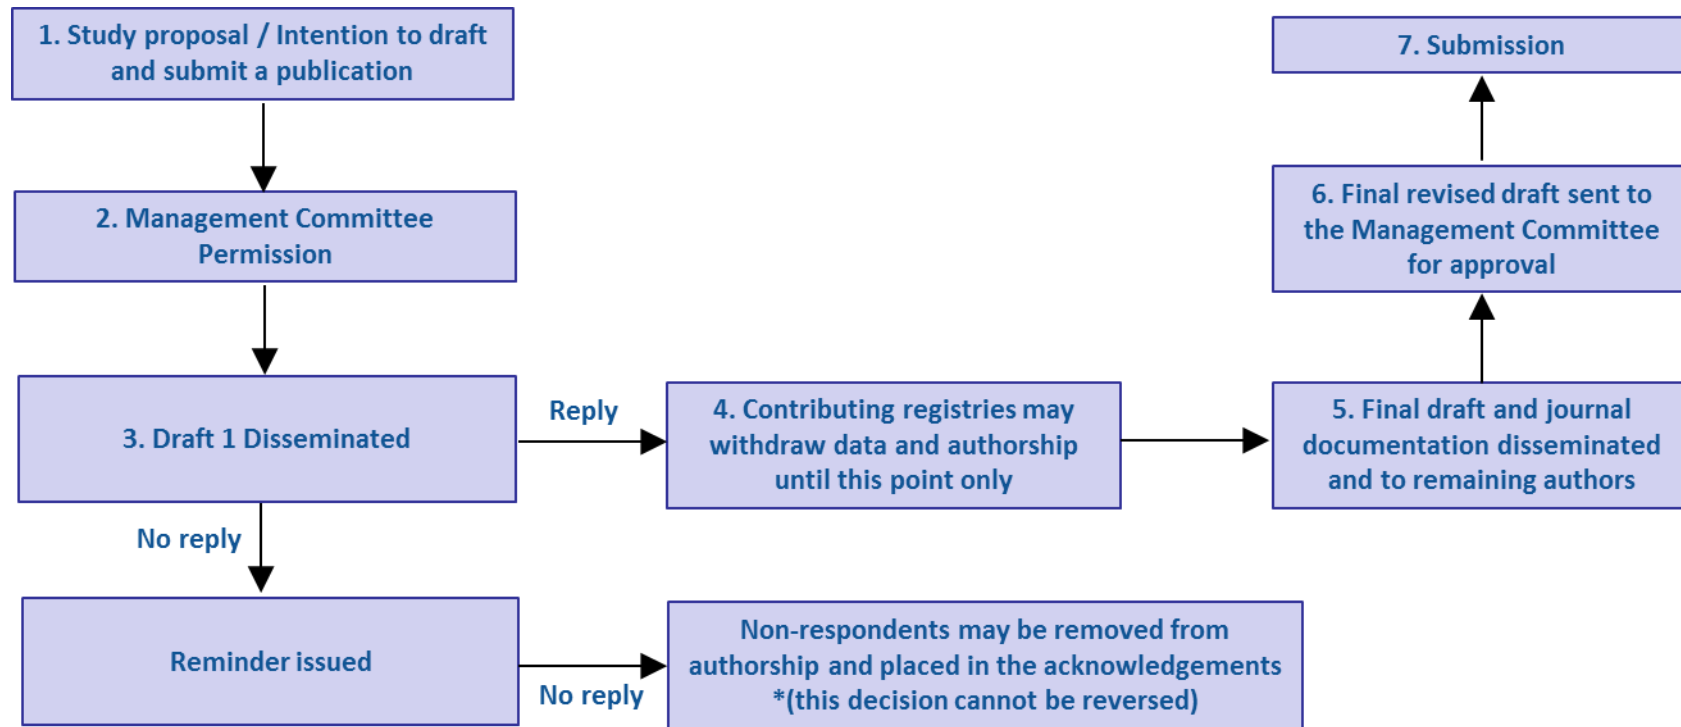 1. Study proposal / Intention to draft
and submit a publication
2. Management Committee
Permission
3. Draft 1 Disseminated
Reply
4. Contributing registries may
withdraw data and authorship
until this point only
5. Final draft and journal
documentation disseminated
and to remaining authors
6. Final revised draft sent to
the Management Committee
for approval
7. Submission
No reply
Reminder issued
No reply
Non-respondents may be removed from
authorship and placed in the acknowledgements
*(this decision cannot be reversed)